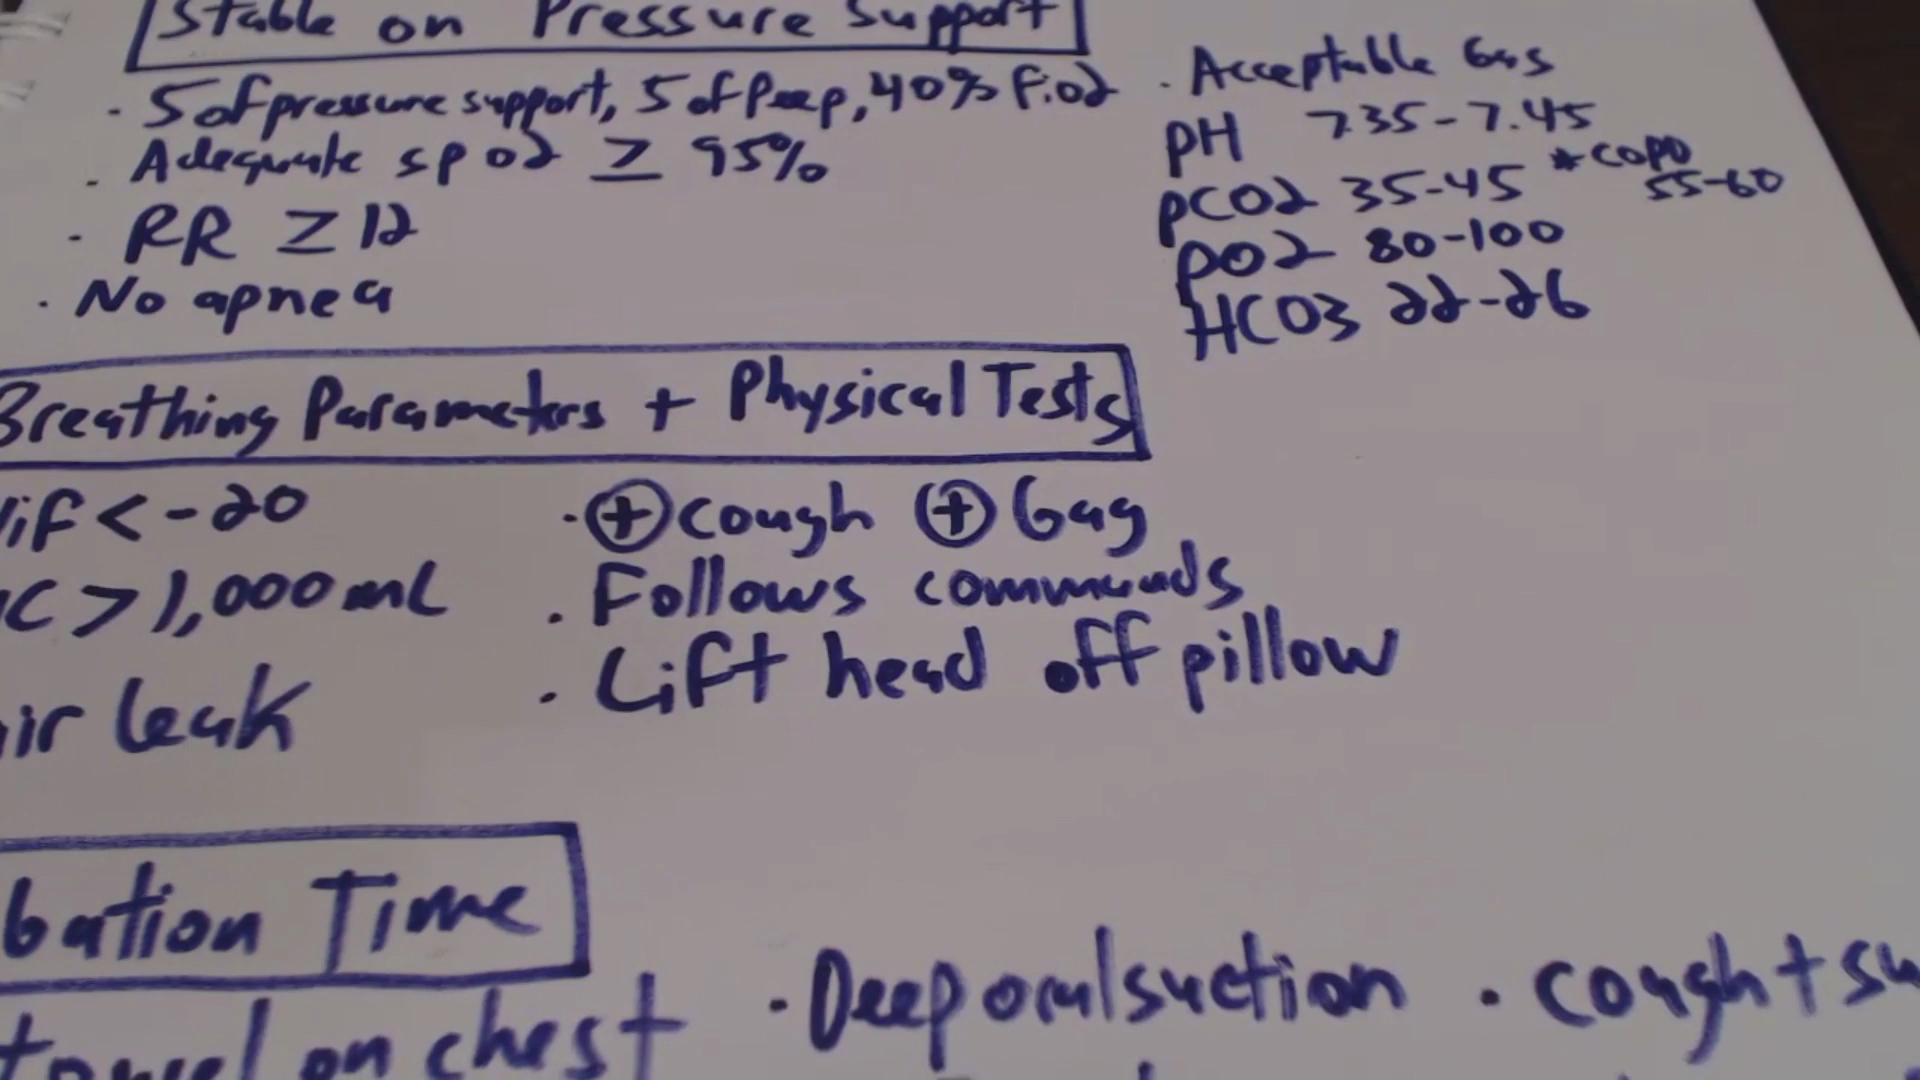 Stable on Pressure Support
· 5 of pressure support, 5 of Peep, 40% fiO2
· Adequate spO2 ≥ 95%
· RR ≥ 12
· No apnea
· Acceptable Gas
pH 7.35-7.45
pCO2 35-45 *COPD 55-60
pO2 80-100
HCO3 22-26
Breathing Parameters + Physical Tests
if < -20
C > 1,000 mL
ir leak
· ⊕ cough ⊕ Gag
· Follows commands
· Lift head off pillow
bation Time
towel on chest
· Deep oral suction
· cough + su